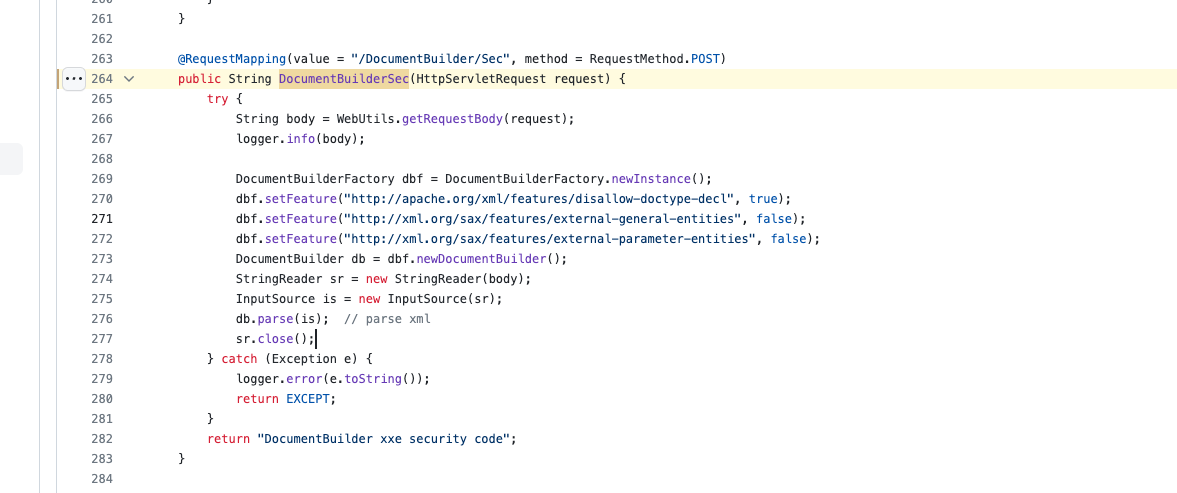 261 }
262
263 @RequestMapping(value = "/DocumentBuilder/Sec", method = RequestMethod.POST)
264 public String DocumentBuilderSec(HttpServletRequest request) {
265 try {
266 String body = WebUtils.getRequestBody(request);
267 logger.info(body);
268
269 DocumentBuilderFactory dbf = DocumentBuilderFactory.newInstance();
270 dbf.setFeature("http://apache.org/xml/features/disallow-doctype-decl", true);
271 dbf.setFeature("http://xml.org/sax/features/external-general-entities", false);
272 dbf.setFeature("http://xml.org/sax/features/external-parameter-entities", false);
273 DocumentBuilder db = dbf.newDocumentBuilder();
274 StringReader sr = new StringReader(body);
275 InputSource is = new InputSource(sr);
276 db.parse(is); // parse xml
277 sr.close();
278 } catch (Exception e) {
279 logger.error(e.toString());
280 return EXCEPT;
281 }
282 return "DocumentBuilder xxe security code";
283 }
284